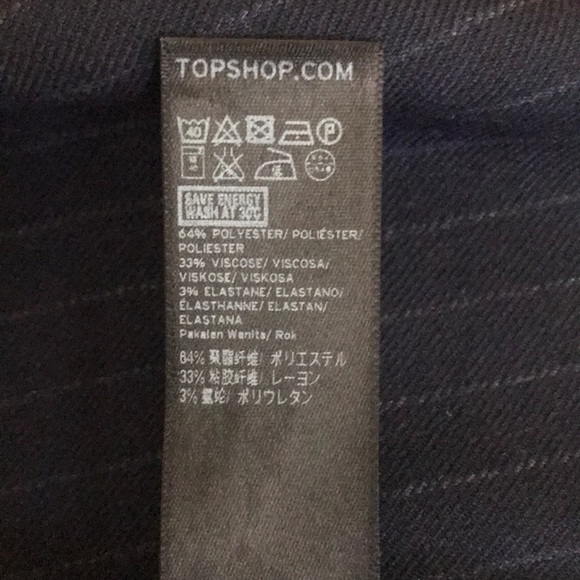 TOPSHOP.COM
40 P
SAVE ENERGY
WASH AT 30C
64% POLYESTER/ POLIÉSTER/
POLIESTER
33% VISCOSE/ VISCOSA/
VISKOSE/ VISKOSA
3% ELASTANE/ ELASTANO/
ÉLASTHANNE/ ELASTAN/
ELASTANA
Pakaian Wanita/ Rok
64% 聚酯纤维/ ポリエステル
33% 粘胶纤维/ レーヨン
3% 氨纶/ ポリウレタン